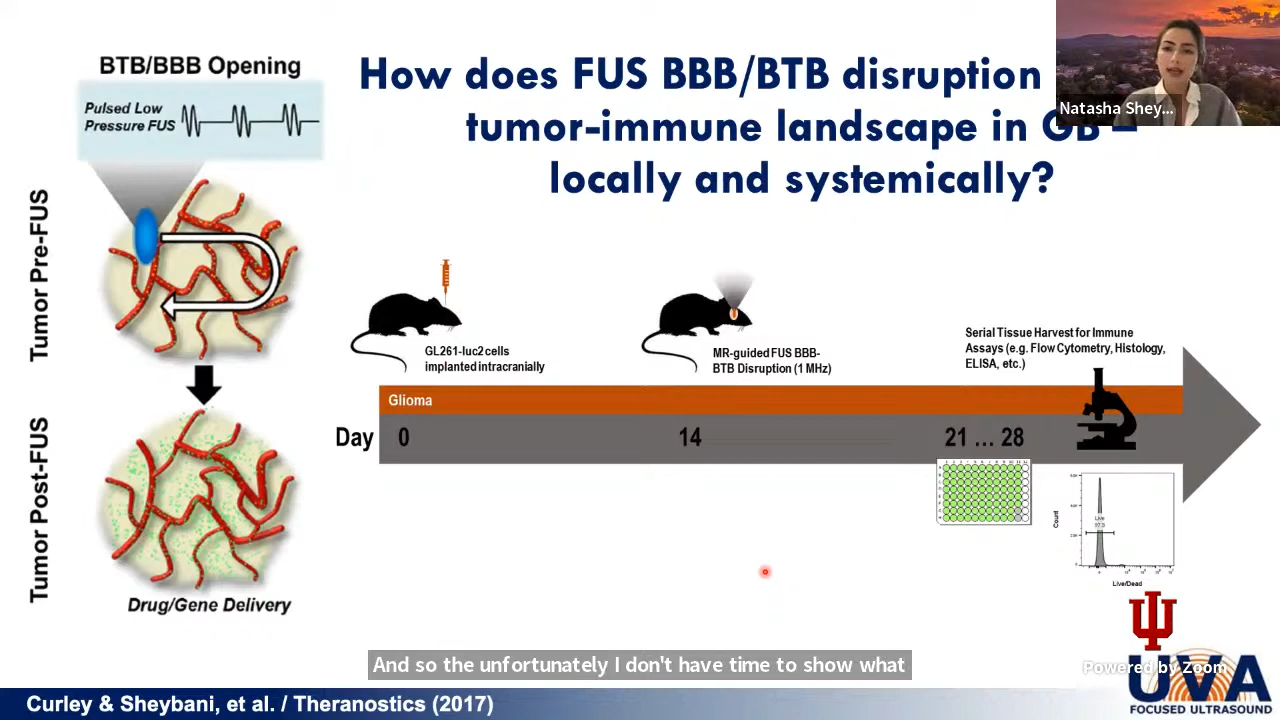 BTB/BBB Opening
Pulsed Low
Pressure FUS
Tumor Pre-FUS
Tumor Post-FUS
Drug/Gene Delivery
How does FUS BBB/BTB disruption
tumor-immune landscape in GB –
locally and systemically?
Natasha Shey...
GL261-luc2 cells
implanted intracranially
MR-guided FUS BBB-
BTB Disruption (1 MHz)
Serial Tissue Harvest for Immune
Assays (e.g. Flow Cytometry, Histology,
ELISA, etc.)
Glioma
Day 0 14 21 ... 28
Count
Live
97.3
Live/Dead
And so the unfortunately I don't have time to show what
Powered by Zoom
UVA
FOCUSED ULTRASOUND
Curley & Sheybani, et al. / Theranostics (2017)